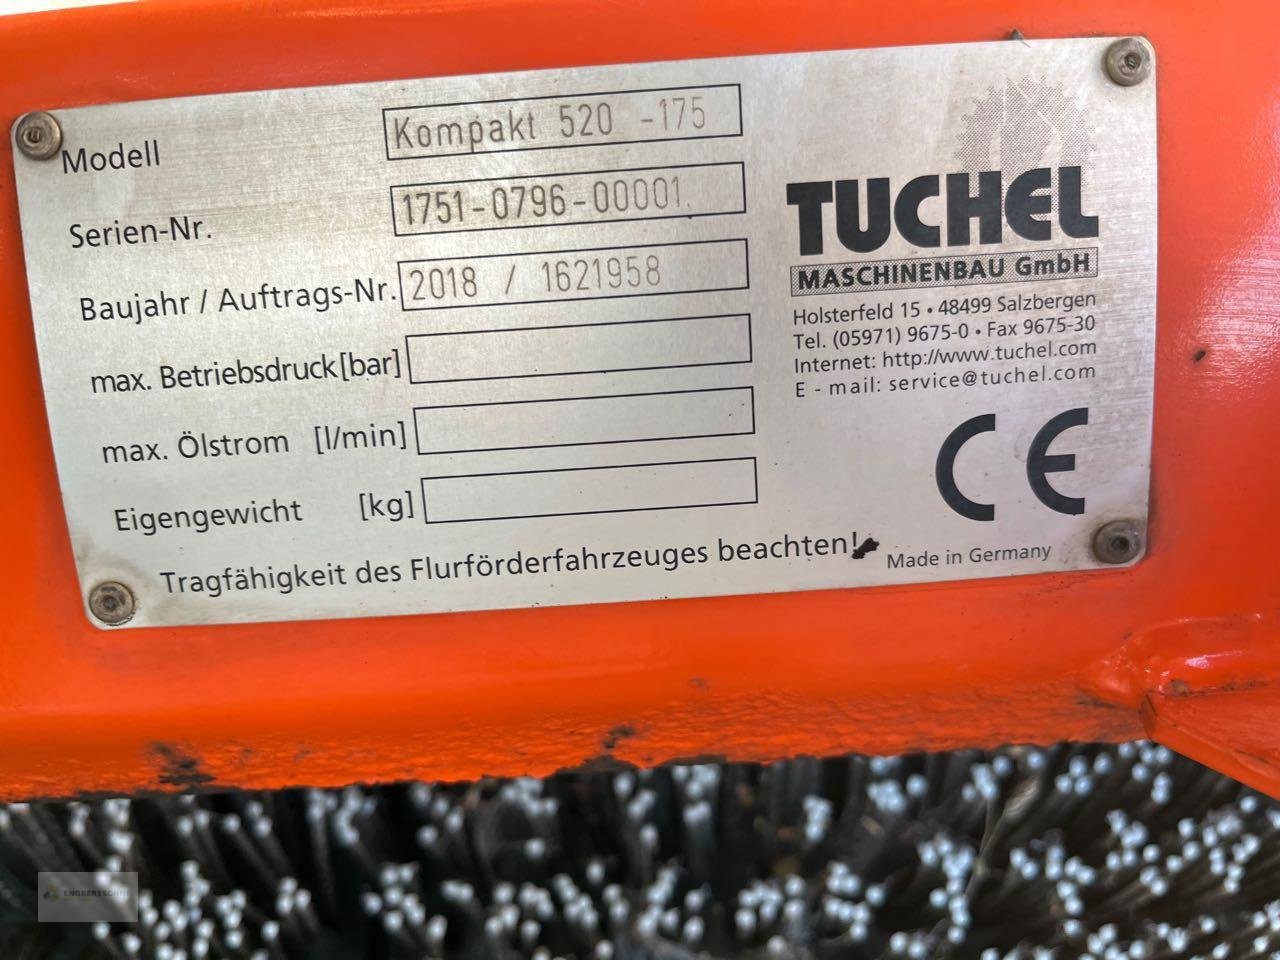 Modell Kompakt 520 -175
Serien-Nr. 1751-0796-00001.
Baujahr / Auftrags-Nr. 2018 / 1621958
max. Betriebsdruck [bar]
max. Ölstrom [l/min]
Eigengewicht [kg]
Tragfähigkeit des Flurförderfahrzeuges beachten!
TUCHEL
MASCHINENBAU GmbH
Holsterfeld 15 • 48499 Salzbergen
Tel. (05971) 9675-0 • Fax 9675-30
Internet: http://www.tuchel.com
E - mail: service@tuchel.com
CE
Made in Germany
ENGBERSSONNE